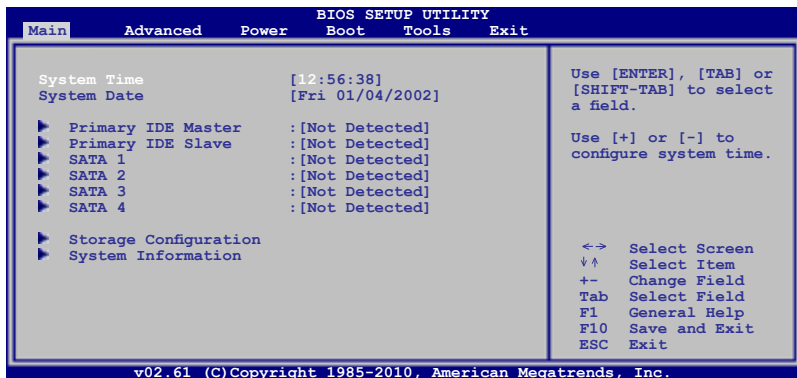 BIOS SETUP UTILITY
Main Advanced Power Boot Tools Exit
System Time [12:56:38]
System Date [Fri 01/04/2002]
Primary IDE Master :[Not Detected]
Primary IDE Slave :[Not Detected]
SATA 1 :[Not Detected]
SATA 2 :[Not Detected]
SATA 3 :[Not Detected]
SATA 4 :[Not Detected]
Storage Configuration
System Information
Use [ENTER], [TAB] or
[SHIFT-TAB] to select
a field.
Use [+] or [-] to
configure system time.
←→ Select Screen
↓↑ Select Item
+- Change Field
Tab Select Field
F1 General Help
F10 Save and Exit
ESC Exit
v02.61 (C)Copyright 1985-2010, American Megatrends, Inc.